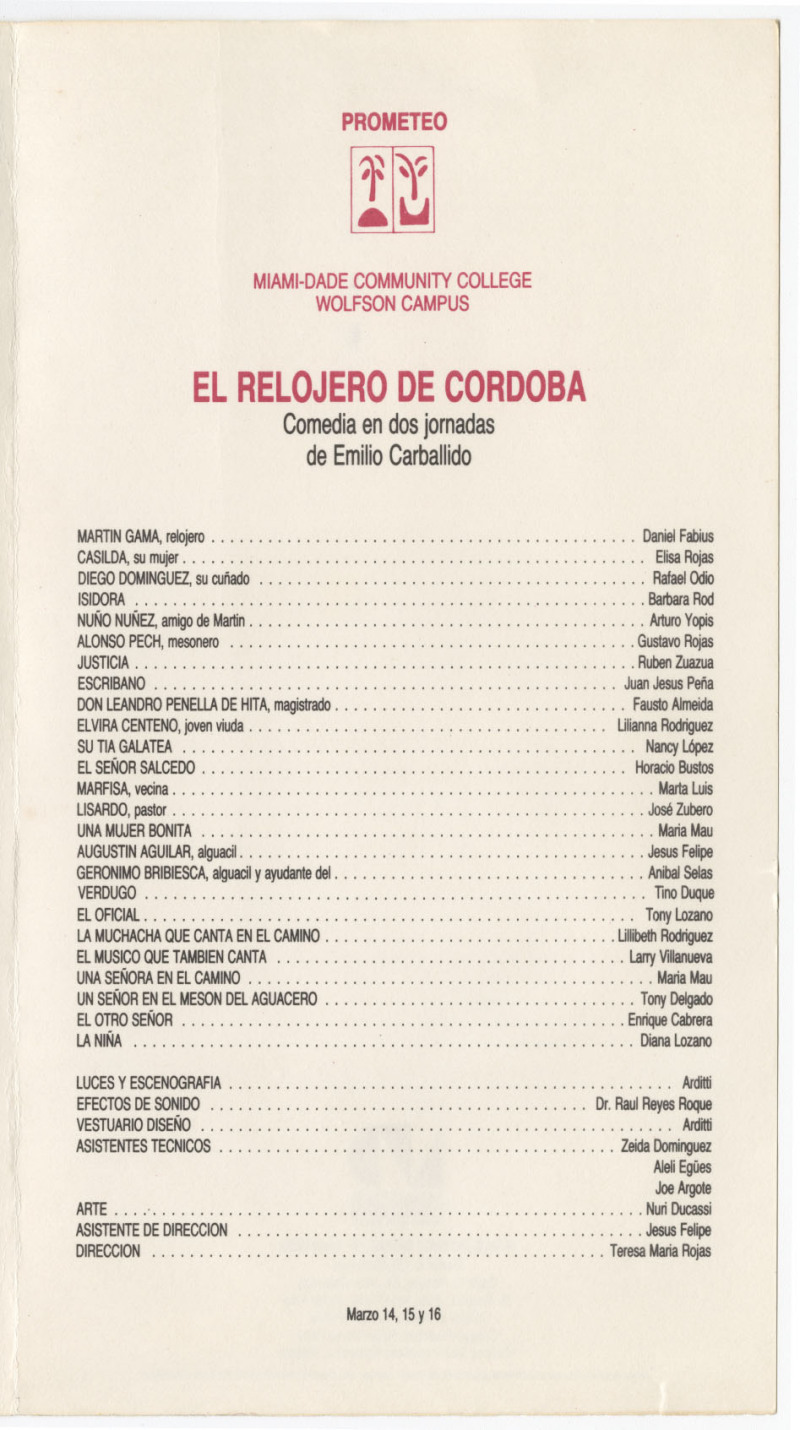 PROMETEO
MIAMI-DADE COMMUNITY COLLEGE
WOLFSON CAMPUS
EL RELOJERO DE CORDOBA
Comedia en dos jornadas
de Emilio Carballido
MARTIN GAMA, relojero . . . . . . . . . . Daniel Fabius
CASILDA, su mujer . . . . . . . . . . Elisa Rojas
DIEGO DOMINGUEZ, su cuñado . . . . . . . . . . Rafael Odio
ISIDORA . . . . . . . . . . Barbara Rod
NUÑO NUÑEZ, amigo de Martin . . . . . . . . . . Arturo Yopis
ALONSO PECH, mesonero . . . . . . . . . . Gustavo Rojas
JUSTICIA . . . . . . . . . . Ruben Zuazua
ESCRIBANO . . . . . . . . . . Juan Jesus Peña
DON LEANDRO PENELLA DE HITA, magistrado . . . . . . . . . . Fausto Almeida
ELVIRA CENTENO, joven viuda . . . . . . . . . . Lilianna Rodriguez
SU TIA GALATEA . . . . . . . . . . Nancy López
EL SEÑOR SALCEDO . . . . . . . . . . Horacio Bustos
MARFISA, vecina . . . . . . . . . . Marta Luis
LISARDO, pastor . . . . . . . . . . José Zubero
UNA MUJER BONITA . . . . . . . . . . Maria Mau
AUGUSTIN AGUILAR, alguacil . . . . . . . . . . Jesus Felipe
GERONIMO BRIBIESCA, alguacil y ayudante del . . . . . . . . . . Anibal Selas
VERDUGO . . . . . . . . . . Tino Duque
EL OFICIAL . . . . . . . . . . Tony Lozano
LA MUCHACHA QUE CANTA EN EL CAMINO . . . . . . . . . . Lillibeth Rodriguez
EL MUSICO QUE TAMBIEN CANTA . . . . . . . . . . Larry Villanueva
UNA SEÑORA EN EL CAMINO . . . . . . . . . . Maria Mau
UN SEÑOR EN EL MESON DEL AGUACERO . . . . . . . . . . Tony Delgado
EL OTRO SEÑOR . . . . . . . . . . Enrique Cabrera
LA NIÑA . . . . . . . . . . Diana Lozano
LUCES Y ESCENOGRAFIA . . . . . . . . . . Arditti
EFECTOS DE SONIDO . . . . . . . . . . Dr. Raul Reyes Roque
VESTUARIO DISEÑO . . . . . . . . . . Arditti
ASISTENTES TECNICOS . . . . . . . . . . Zeida Dominguez
Aleli Egües
Joe Argote
ARTE . . . . . . . . . . Nuri Ducassi
ASISTENTE DE DIRECCION . . . . . . . . . . Jesus Felipe
DIRECCION . . . . . . . . . . Teresa Maria Rojas
Marzo 14, 15 y 16